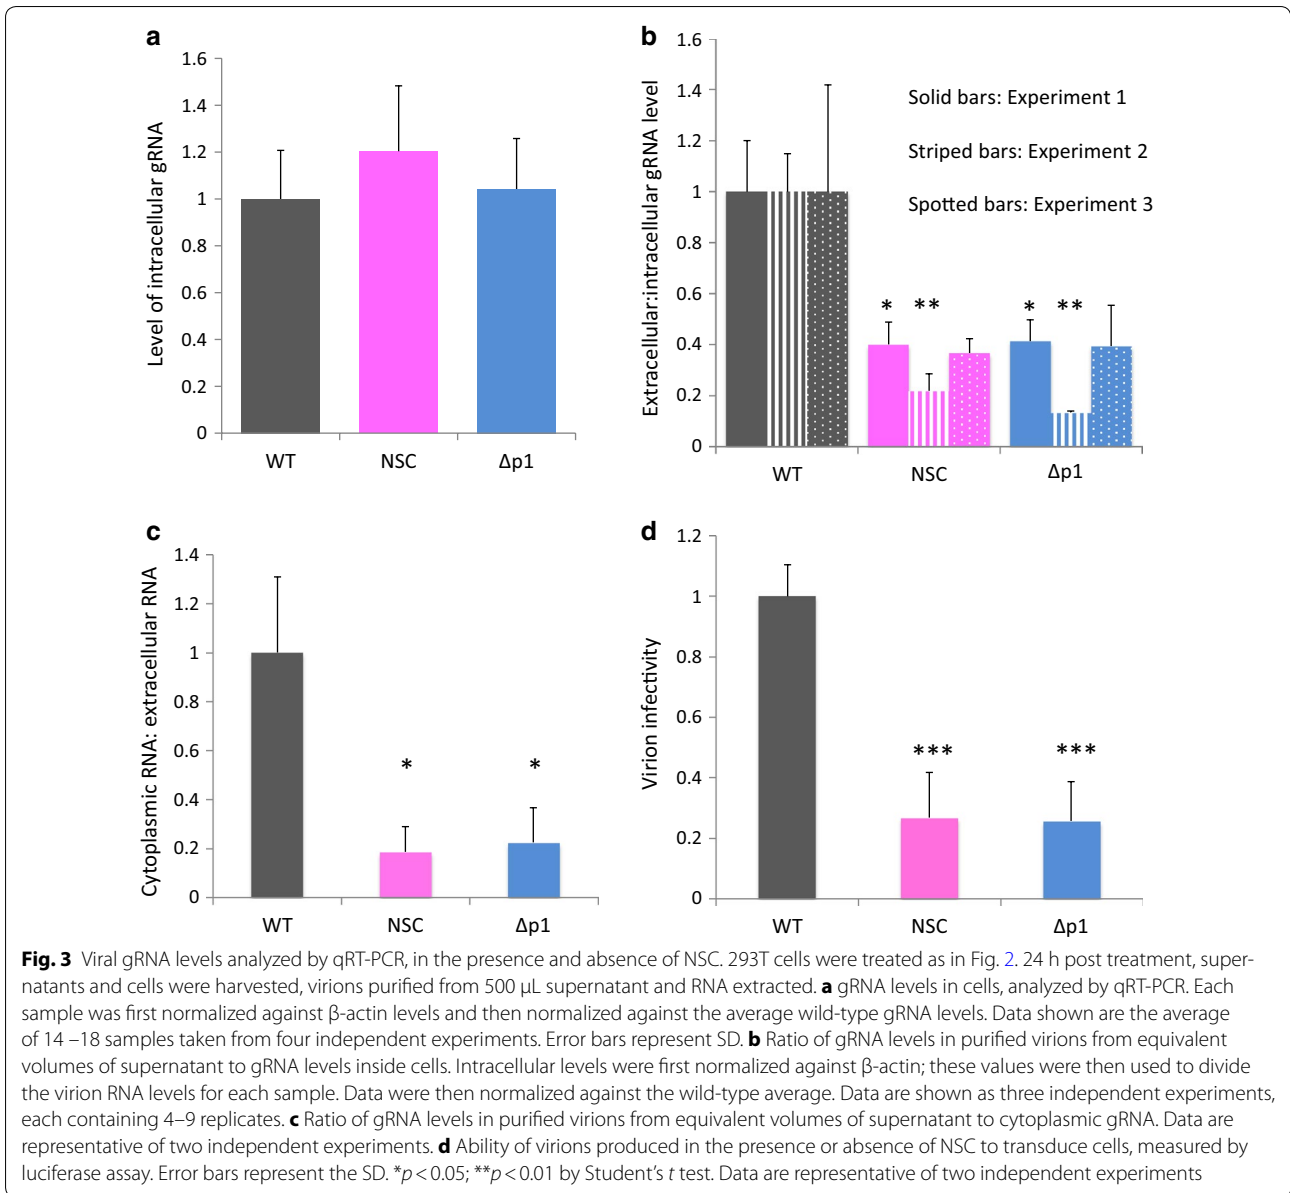 a
1.6
1.4
1.2
1
0.8
0.6
0.4
0.2
0
Level of intracellular gRNA
WT NSC Δp1
b
1.6
1.4
1.2
1
0.8
0.6
0.4
0.2
0
Extracellular:intracellular gRNA level
Solid bars: Experiment 1
Striped bars: Experiment 2
Spotted bars: Experiment 3
* ** * **
WT NSC Δp1
c
1.4
1.2
1
0.8
0.6
0.4
0.2
0
Cytoplasmic RNA: extracellular RNA
* *
WT NSC Δp1
d
1.2
1
0.8
0.6
0.4
0.2
0
Virion infectivity
*** ***
WT NSC Δp1
Fig. 3 Viral gRNA levels analyzed by qRT-PCR, in the presence and absence of NSC. 293T cells were treated as in Fig. 2. 24 h post treatment, super-
natants and cells were harvested, virions purified from 500 µL supernatant and RNA extracted. a gRNA levels in cells, analyzed by qRT-PCR. Each
sample was first normalized against β-actin levels and then normalized against the average wild-type gRNA levels. Data shown are the average
of 14 –18 samples taken from four independent experiments. Error bars represent SD. b Ratio of gRNA levels in purified virions from equivalent
volumes of supernatant to gRNA levels inside cells. Intracellular levels were first normalized against β-actin; these values were then used to divide
the virion RNA levels for each sample. Data were then normalized against the wild-type average. Data are shown as three independent experiments,
each containing 4–9 replicates. c Ratio of gRNA levels in purified virions from equivalent volumes of supernatant to cytoplasmic gRNA. Data are
representative of two independent experiments. d Ability of virions produced in the presence or absence of NSC to transduce cells, measured by
luciferase assay. Error bars represent the SD. *p < 0.05; **p < 0.01 by Student's t test. Data are representative of two independent experiments